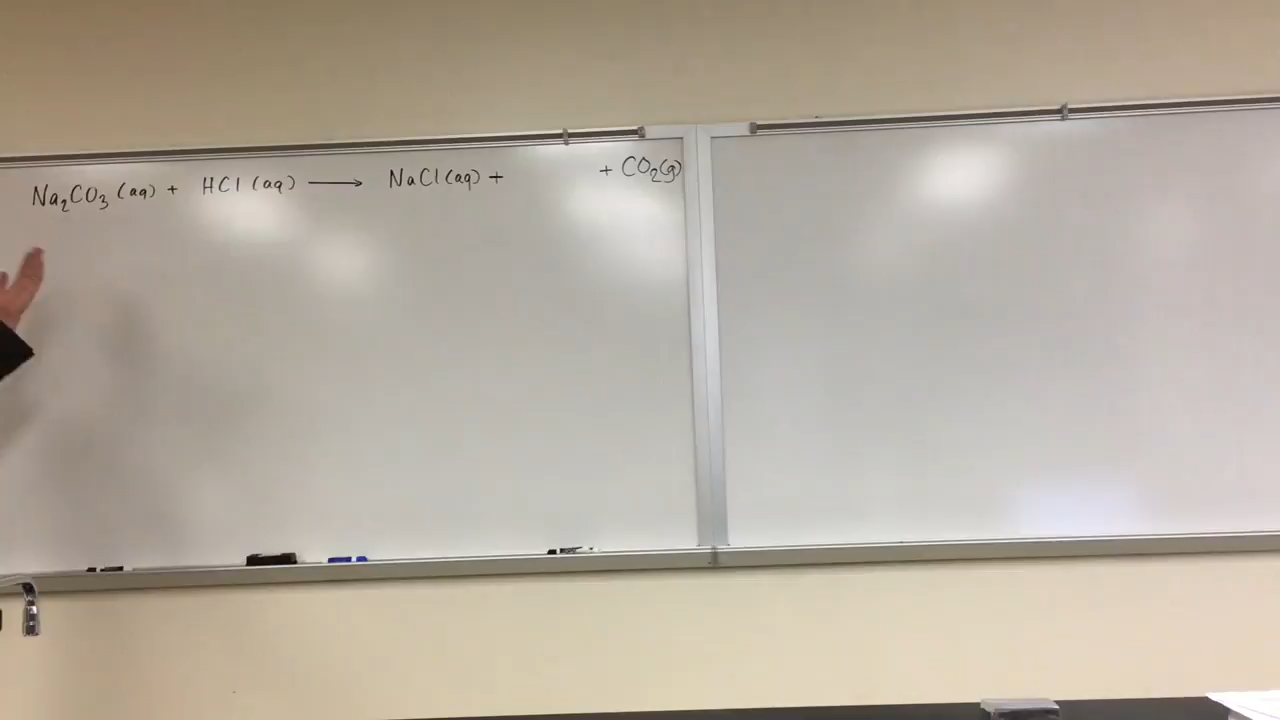 Na₂CO₃ (aq) + HCl (aq) ⟶ NaCl (aq) + + CO₂(g)